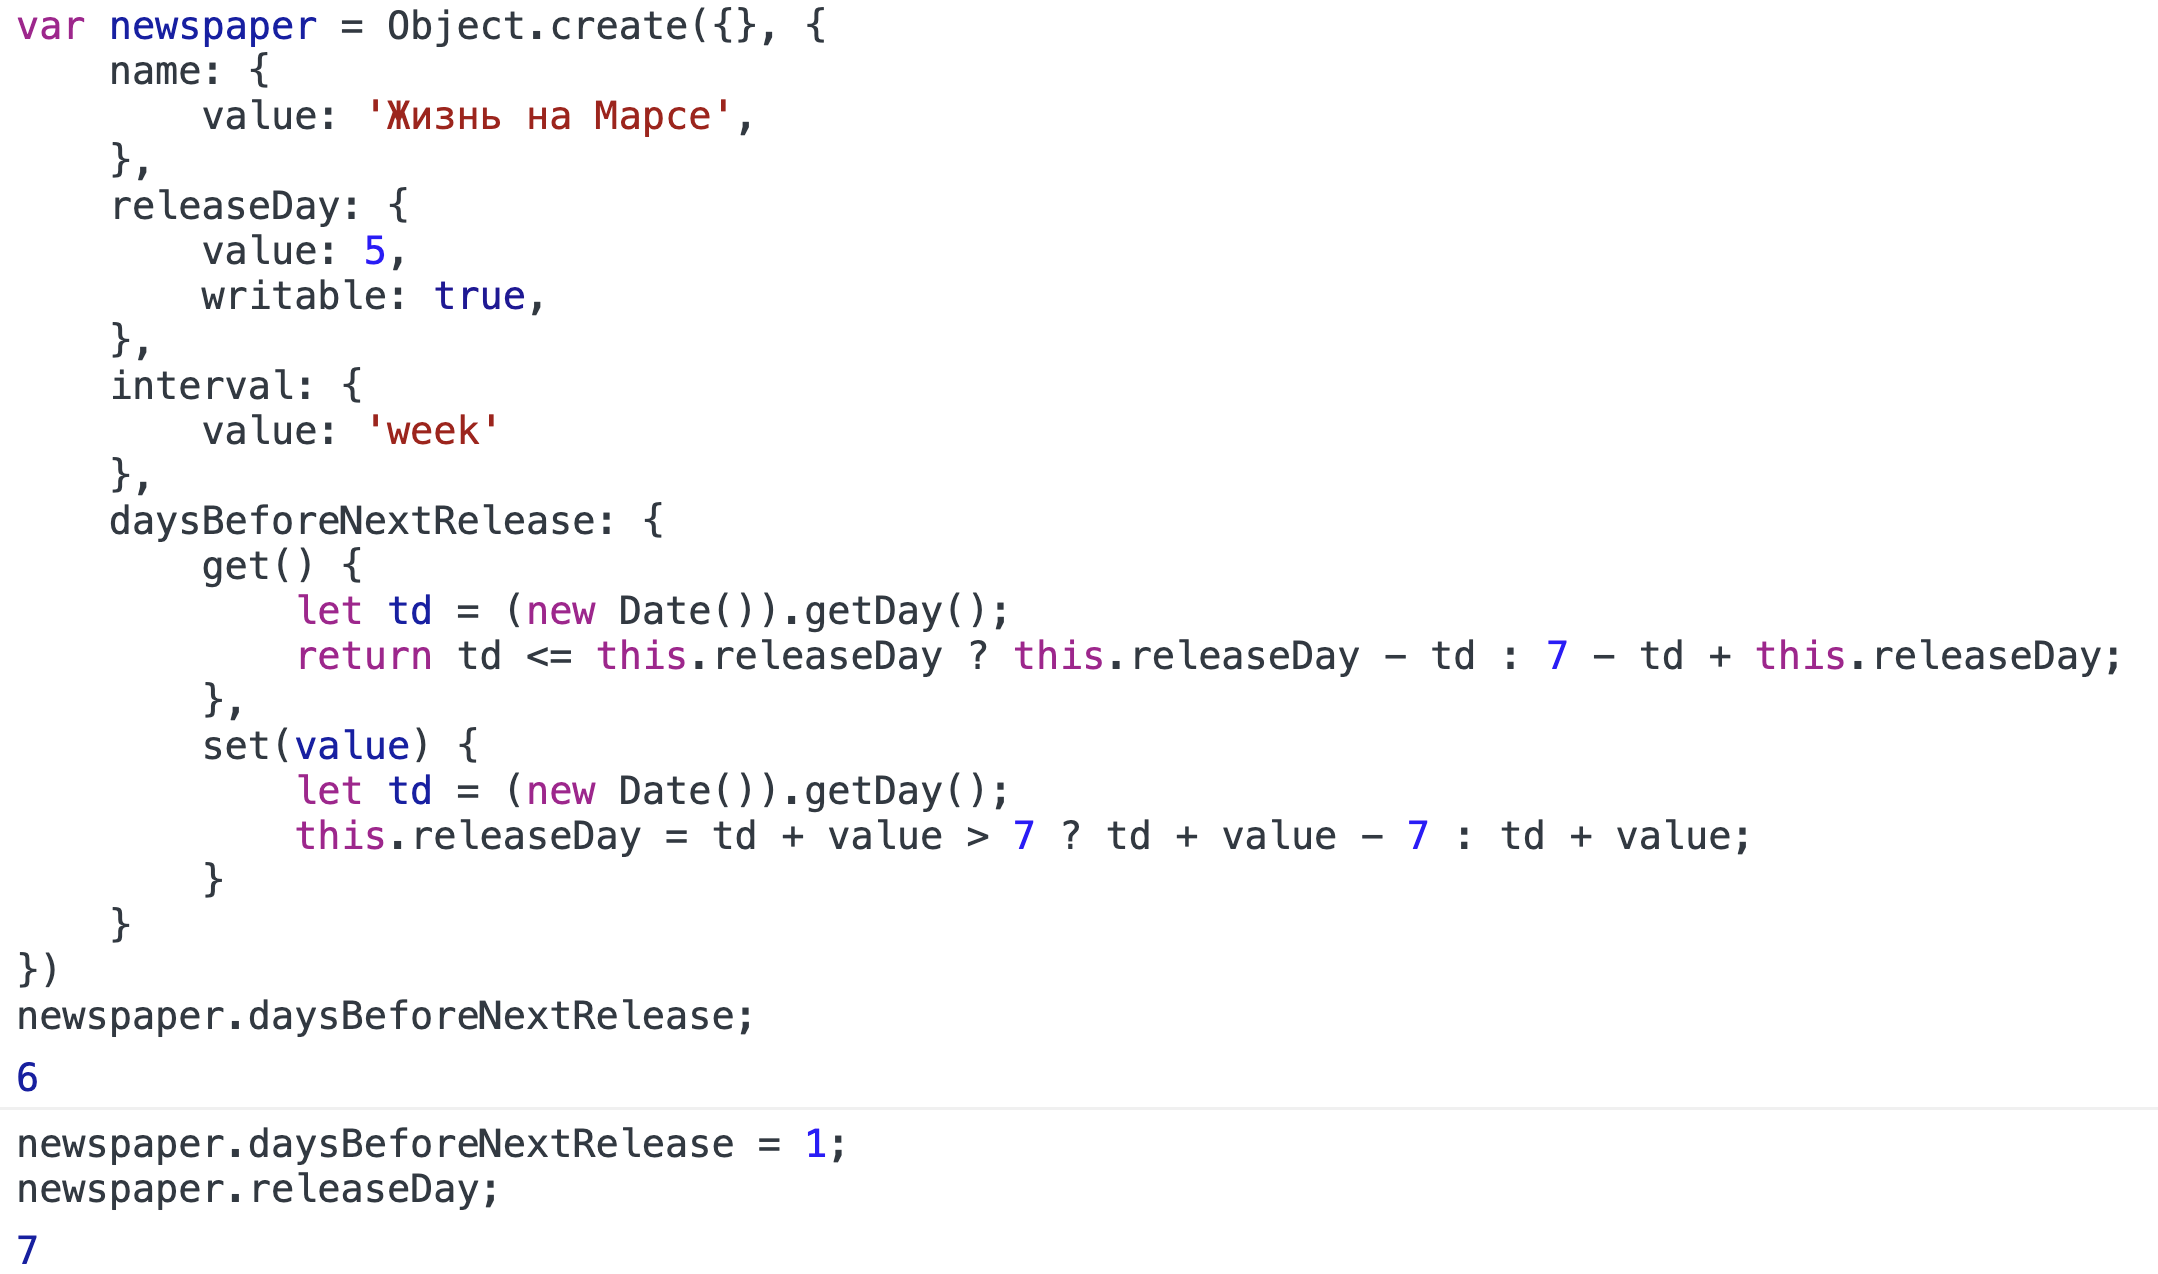 var newspaper = Object.create({}, {
    name: {
        value: 'Жизнь на Марсе',
    },
    releaseDay: {
        value: 5,
        writable: true,
    },
    interval: {
        value: 'week'
    },
    daysBeforeNextRelease: {
        get() {
            let td = (new Date()).getDay();
            return td <= this.releaseDay ? this.releaseDay - td : 7 - td + this.releaseDay;
        },
        set(value) {
            let td = (new Date()).getDay();
            this.releaseDay = td + value > 7 ? td + value - 7 : td + value;
        }
    }
})
newspaper.daysBeforeNextRelease;
6
newspaper.daysBeforeNextRelease = 1;
newspaper.releaseDay;
7